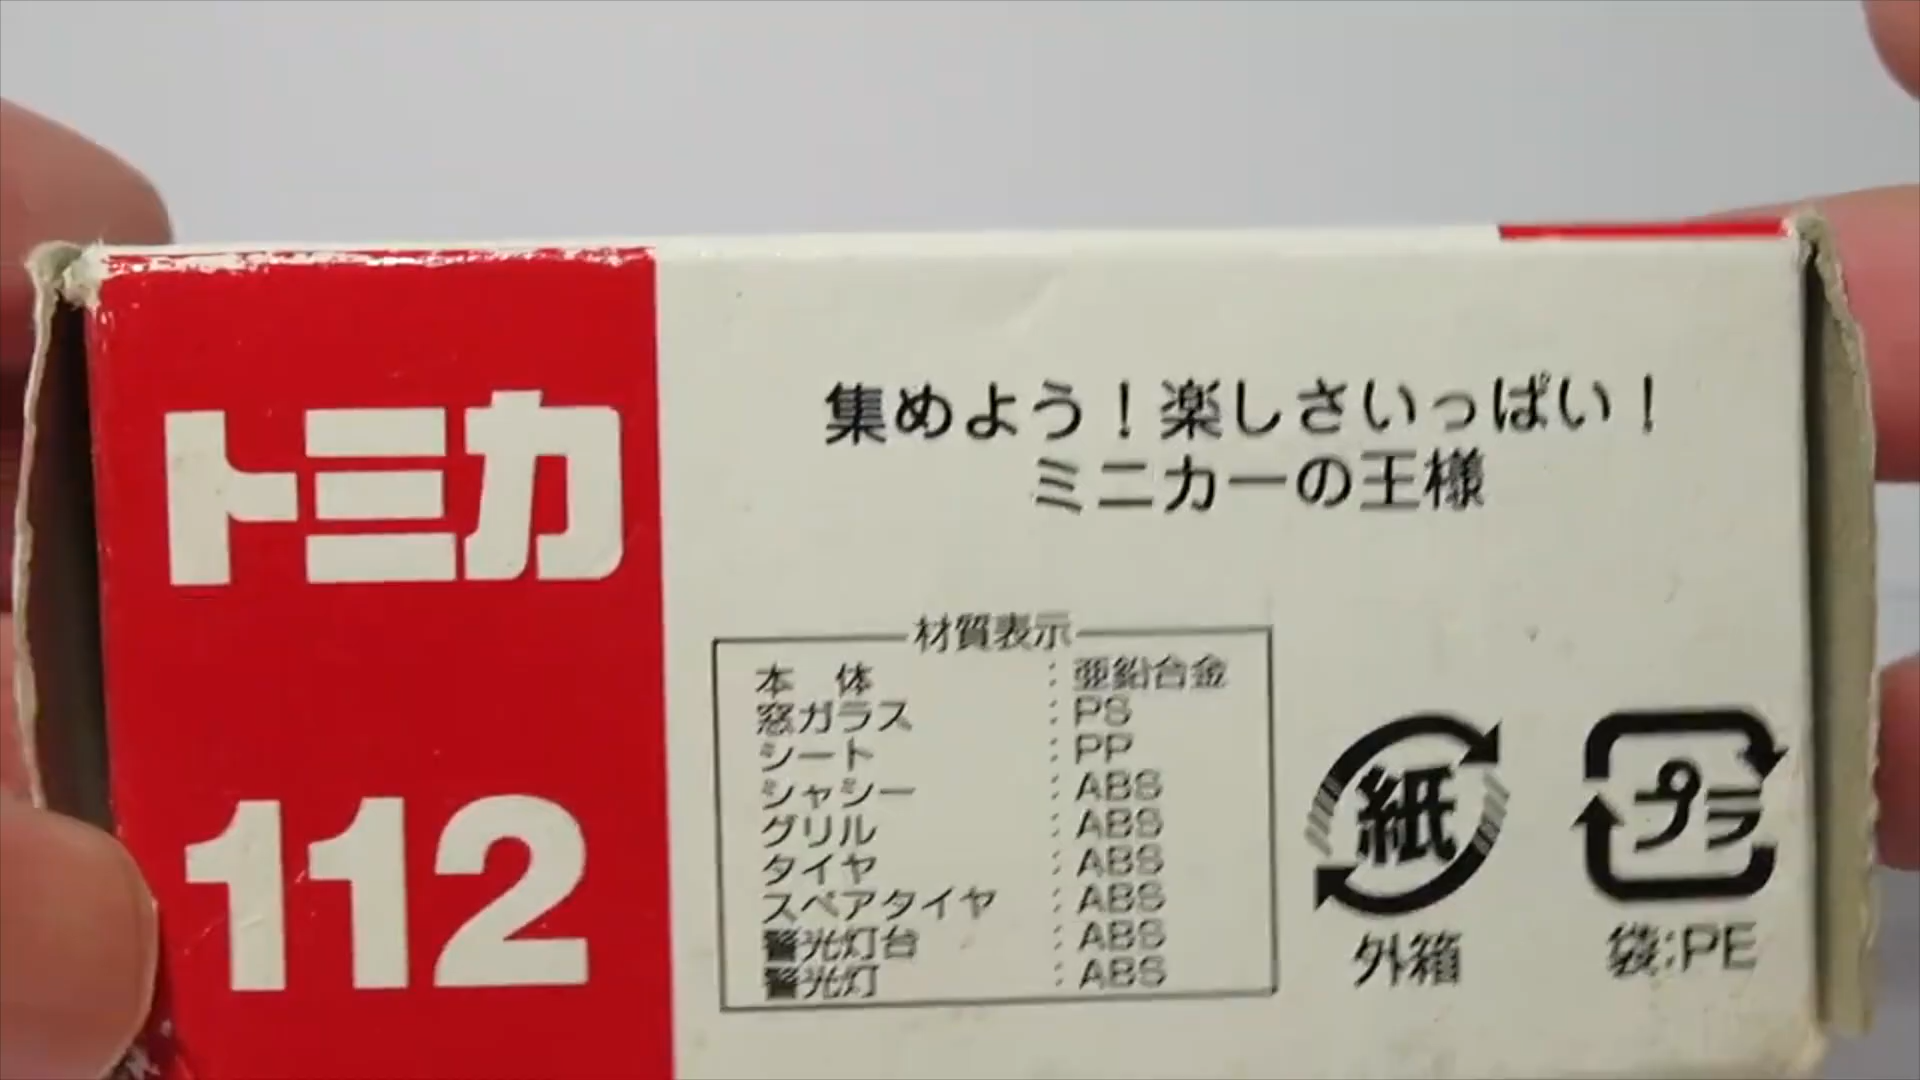 トミカ
112
集めよう！楽しさいっぱい！
ミニカーの王様
材質表示
本　体　：亜鉛合金
窓ガラス　：PS
シート　：PP
シャシー　：ABS
グリル　：ABS
タイヤ　：ABS
スペアタイヤ　：ABS
警光灯台　：ABS
警光灯　：ABS
紙
外箱
プラ
袋:PE